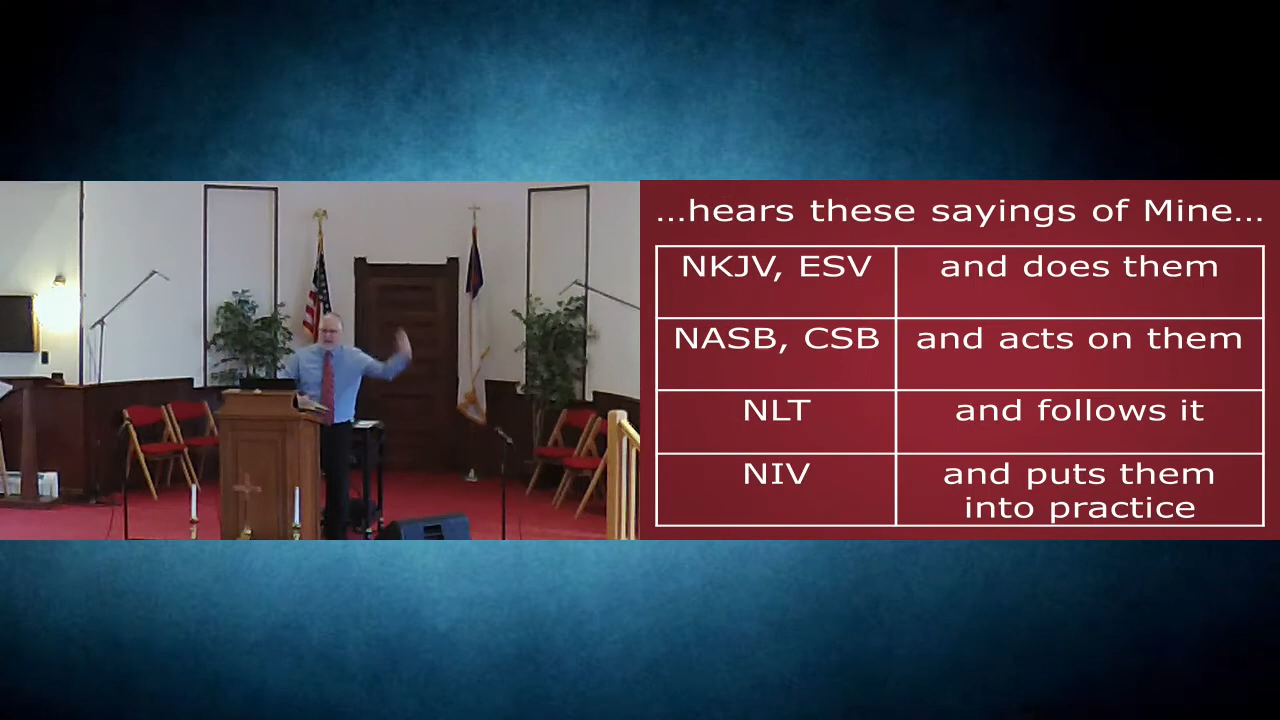 ...hears these sayings of Mine...
NKJV, ESV
and does them
NASB, CSB
and acts on them
NLT
and follows it
NIV
and puts them
into practice